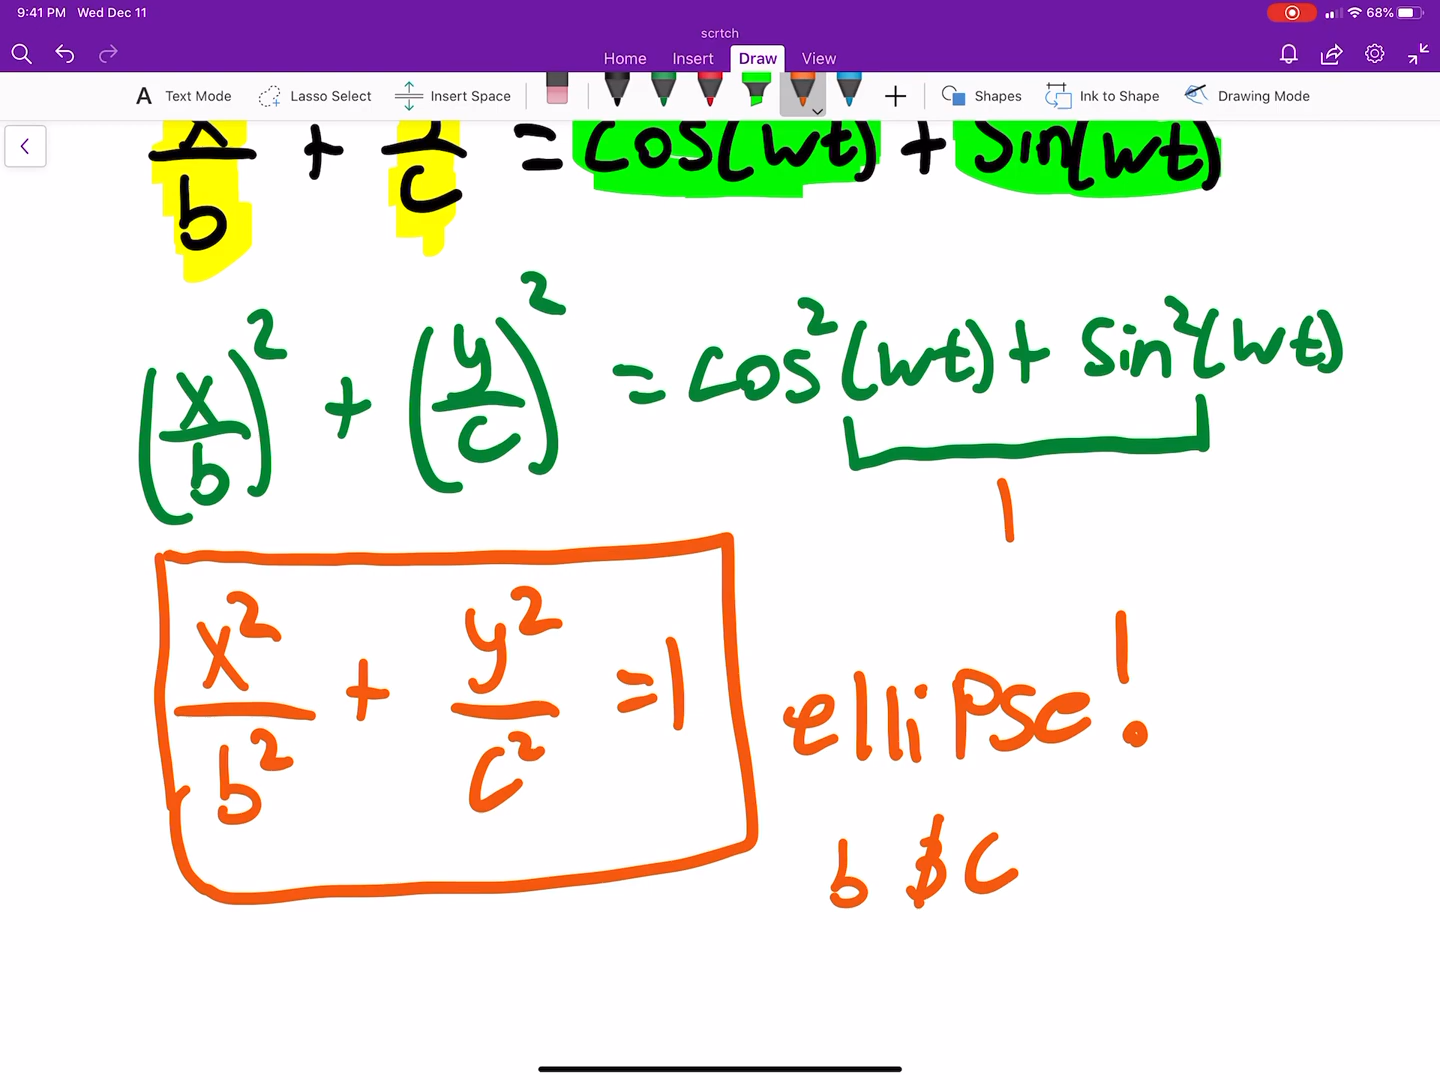 9:41 PM Wed Dec 11
68%
scrtch
Home Insert Draw View
Text Mode Lasso Select Insert Space Shapes Ink to Shape Drawing Mode
x/b + y/c = cos(wt) + sin(wt)
(x/b)² + (y/c)² = cos²(wt) + sin²(wt)
1
x²/b² + y²/c² = 1
ellipse!
b & c